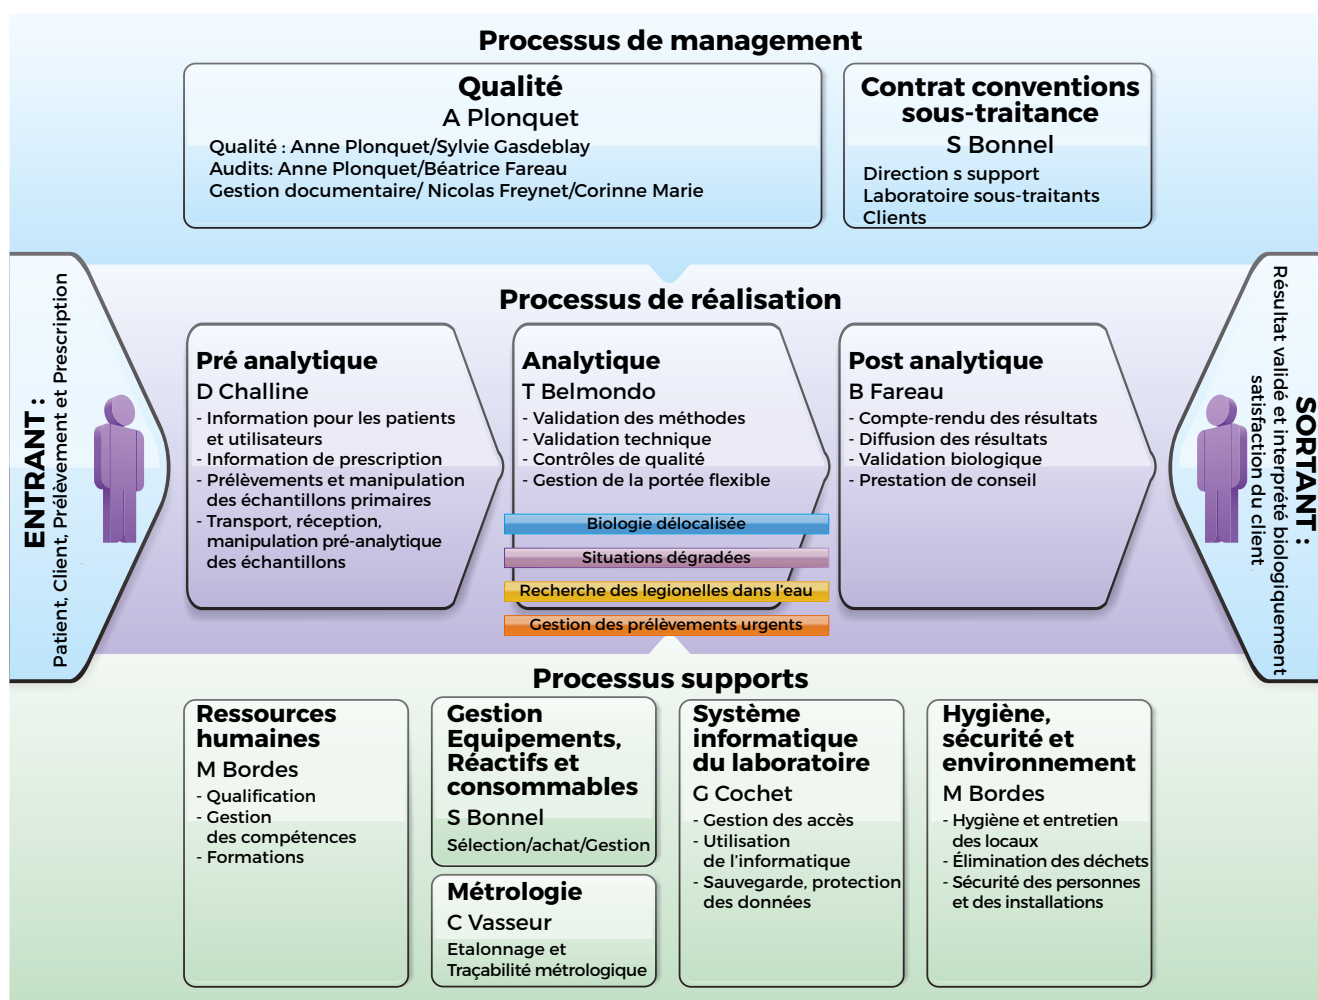 Processus de management
Qualité
A Plonquet
Qualité : Anne Plonquet/Sylvie Gasdeblay
Audits: Anne Plonquet/Béatrice Fareau
Gestion documentaire/ Nicolas Freynet/Corinne Marie
Contrat conventions
sous-traitance
S Bonnel
Direction s support
Laboratoire sous-traitants
Clients
ENTRANT :
Patient, Client, Prélèvement et Prescription
Processus de réalisation
Pré analytique
D Challine
- Information pour les patients
et utilisateurs
- Information de prescription
- Prélèvements et manipulation
des échantillons primaires
- Transport, réception,
manipulation pré-analytique
des échantillons
Analytique
T Belmondo
- Validation des méthodes
- Validation technique
- Contrôles de qualité
- Gestion de la portée flexible
Biologie délocalisée
Situations dégradées
Recherche des legionelles dans l'eau
Gestion des prélèvements urgents
Post analytique
B Fareau
- Compte-rendu des résultats
- Diffusion des résultats
- Validation biologique
- Prestation de conseil
SORTANT :
Résultat validé et interprété biologiquement
satisfaction du client
Processus supports
Ressources
humaines
M Bordes
- Qualification
- Gestion
des compétences
- Formations
Gestion
Equipements,
Réactifs et
consommables
S Bonnel
Sélection/achat/Gestion
Métrologie
C Vasseur
Etalonnage et
Traçabilité métrologique
Système
informatique
du laboratoire
G Cochet
- Gestion des accès
- Utilisation
de l'informatique
- Sauvegarde, protection
des données
Hygiène,
sécurité et
environnement
M Bordes
- Hygiène et entretien
des locaux
- Élimination des déchets
- Sécurité des personnes
et des installations